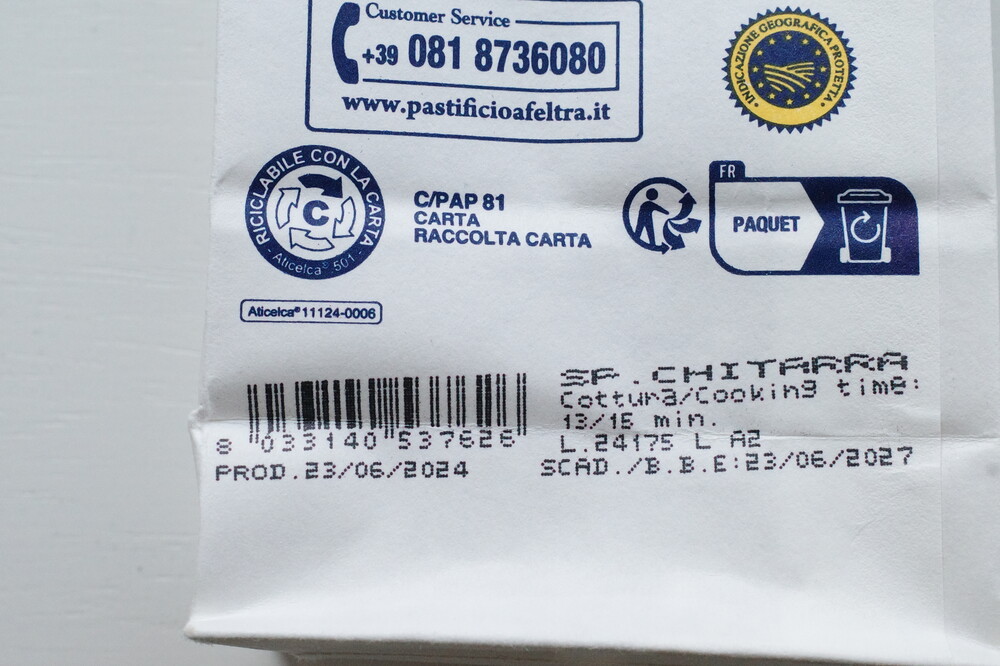 Customer Service
+39 081 8736080
www.pastificioafeltra.it
INDICAZIONE GEOGRAFICA PROTETTA
RICICLABILE CON LA CARTA
C
- Aticelca® 501 -
C/PAP 81
CARTA
RACCOLTA CARTA
FR
PAQUET
Aticelca® 11124-0006
SP.CHITARRA
Cottura/Cooking time:
13/15 min.
L.24175 L A2
8 033140 537626
PROD.23/06/2024
SCAD./B.B.E:23/06/2027